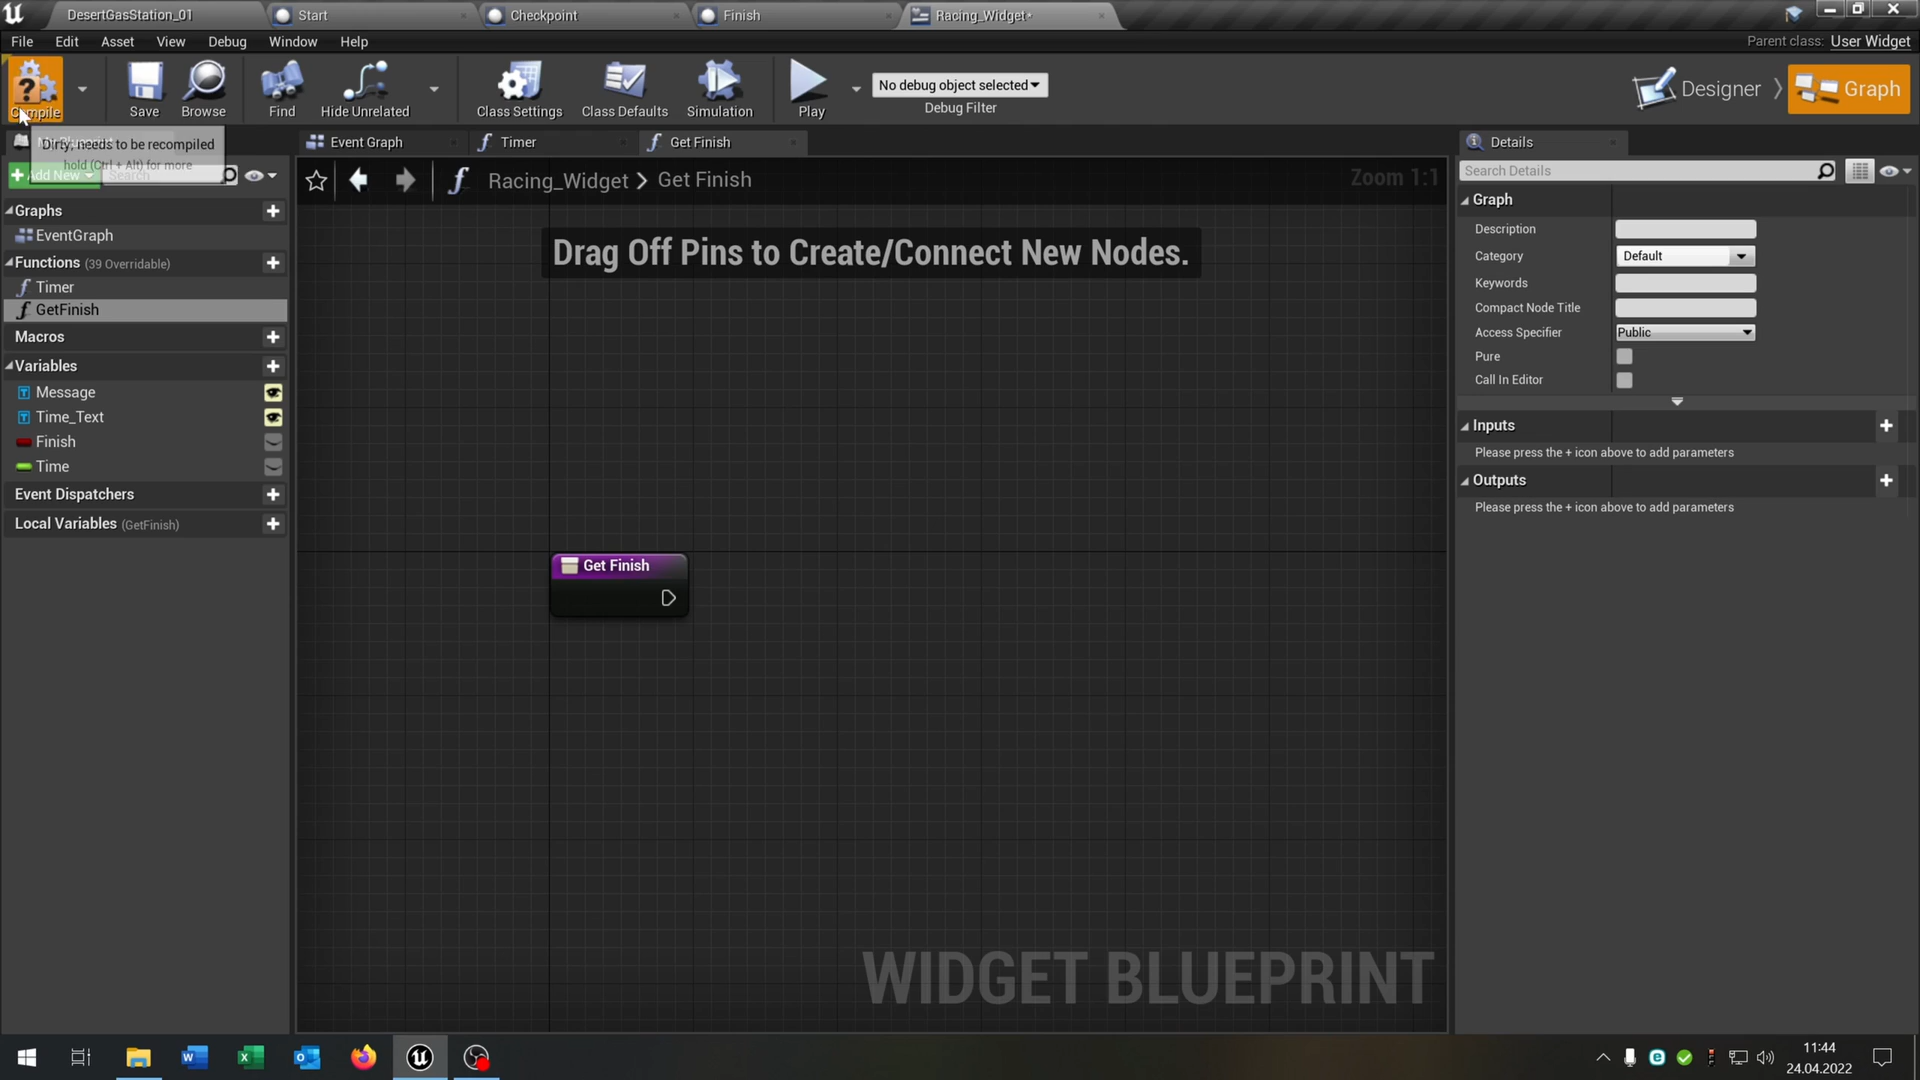 DesertGasStation_01
Start
Checkpoint
Finish
Racing_Widget*
File
Edit
Asset
View
Debug
Window
Help
Parent class: User Widget
Compile
Save
Browse
Find
Hide Unrelated
Class Settings
Class Defaults
Simulation
Play
No debug object selected
Debug Filter
Designer
Graph
Dirty, needs to be recompiled
hold (Ctrl + Alt) for more
Add New
Search
Event Graph
Timer
Get Finish
Details
Racing_Widget > Get Finish
Zoom 1:1
Search Details
Drag Off Pins to Create/Connect New Nodes.
Graphs
EventGraph
Functions (39 Overridable)
Timer
GetFinish
Macros
Variables
Message
Time_Text
Finish
Time
Event Dispatchers
Local Variables (GetFinish)
Get Finish
WIDGET BLUEPRINT
Graph
Description
Category
Default
Keywords
Compact Node Title
Access Specifier
Public
Pure
Call In Editor
Inputs
Please press the + icon above to add parameters
Outputs
Please press the + icon above to add parameters
11:44
24.04.2022